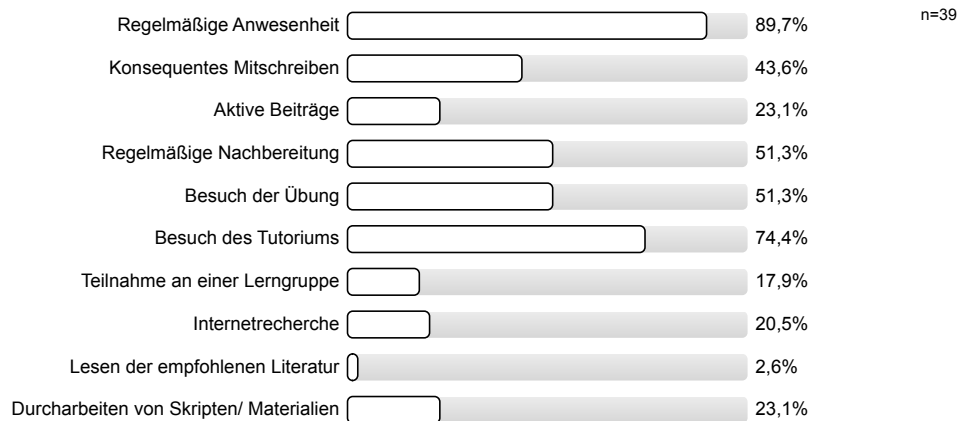 n=39
Regelmäßige Anwesenheit 89,7%
Konsequentes Mitschreiben 43,6%
Aktive Beiträge 23,1%
Regelmäßige Nachbereitung 51,3%
Besuch der Übung 51,3%
Besuch des Tutoriums 74,4%
Teilnahme an einer Lerngruppe 17,9%
Internetrecherche 20,5%
Lesen der empfohlenen Literatur 2,6%
Durcharbeiten von Skripten/ Materialien 23,1%